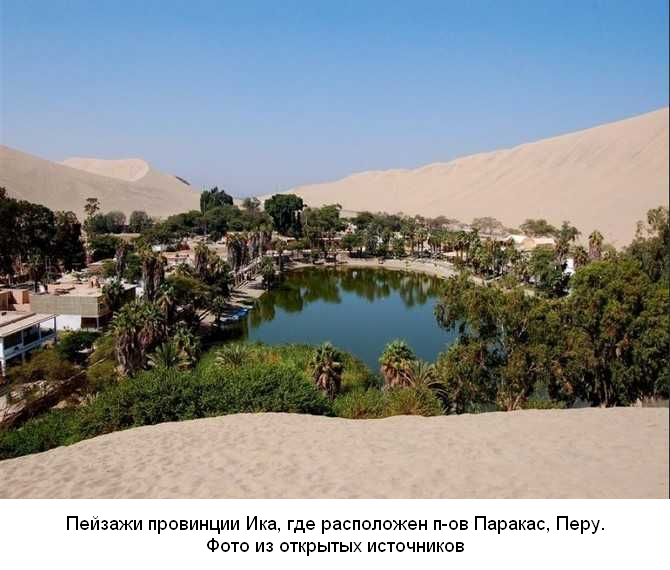 Пейзажи провинции Ика, где расположен п-ов Паракас, Перу.
Фото из открытых источников